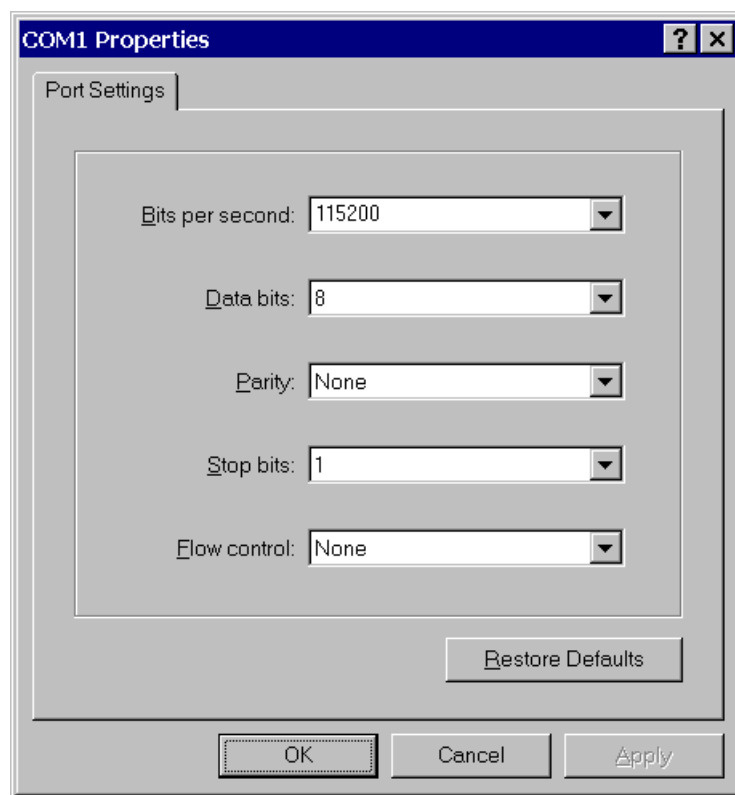 COM1 Properties
Port Settings
Bits per second: 115200
Data bits: 8
Parity: None
Stop bits: 1
Flow control: None
Restore Defaults
OK Cancel Apply